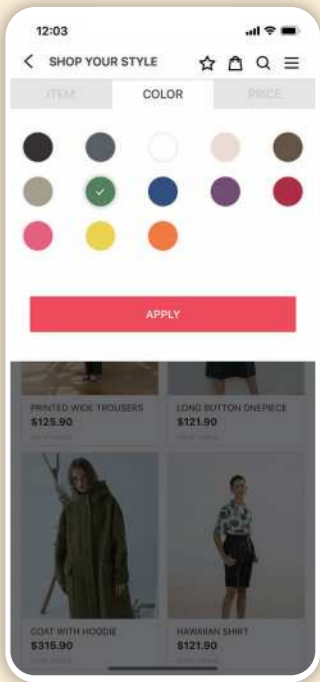 12:03
SHOP YOUR STYLE
ITEM COLOR PRICE
APPLY
PRINTED WIDE TROUSERS LONG BUTTON ONEPIECE
$125.90 $121.90
COAT WITH HOODIE HAWAIIAN SHIRT
$315.90 $121.90